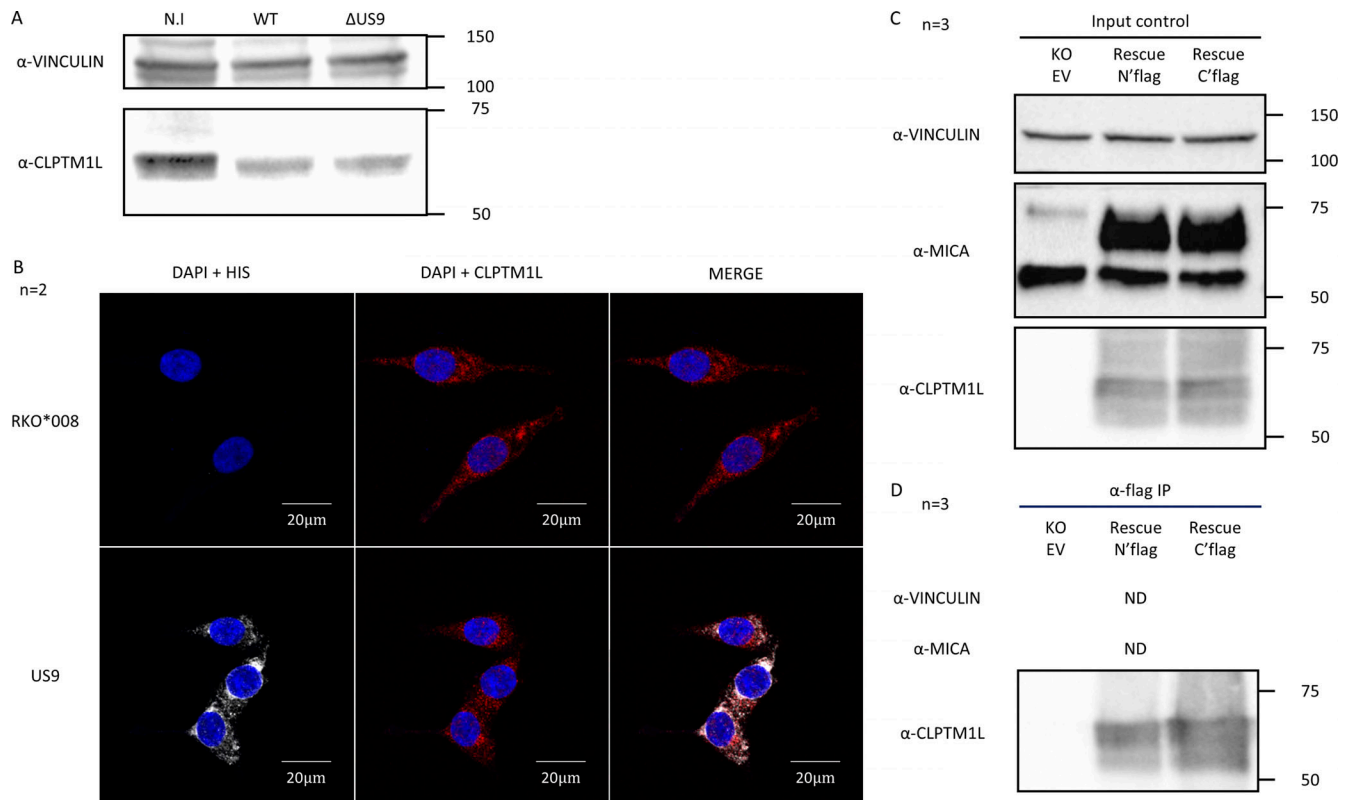 A
N.I WT ΔUS9
α-VINCULIN
150
100
75
α-CLPTM1L
50
B
n=2
DAPI + HIS DAPI + CLPTM1L MERGE
RKO*008
20μm 20μm 20μm
US9
20μm 20μm 20μm
C
n=3
Input control
KO Rescue Rescue
EV N'flag C'flag
α-VINCULIN
150
100
α-MICA
75
50
α-CLPTM1L
75
50
D
n=3
α-flag IP
KO Rescue Rescue
EV N'flag C'flag
α-VINCULIN ND
α-MICA ND
α-CLPTM1L
75
50